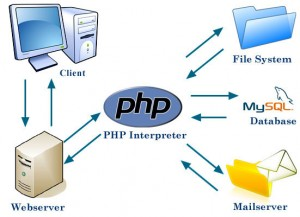 Client
File System
php
PHP Interpreter
MySQL
Database
Webserver
Mailserver